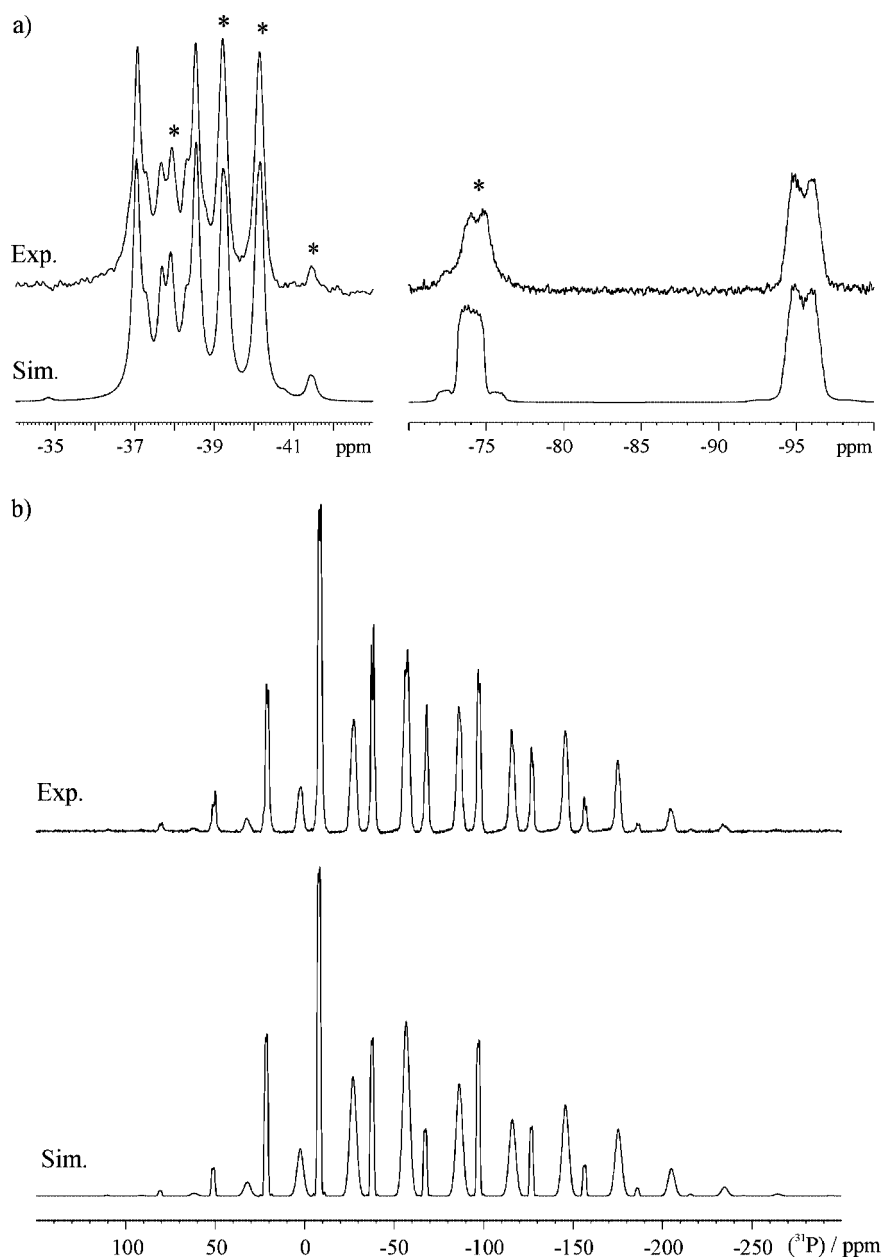 a)
* *
*
*
*
Exp.
Sim.
-35 -37 -39 -41 ppm -75 -80 -85 -90 -95 ppm
b)
Exp.
Sim.
100 50 0 -50 -100 -150 -200 -250 (³¹P) / ppm